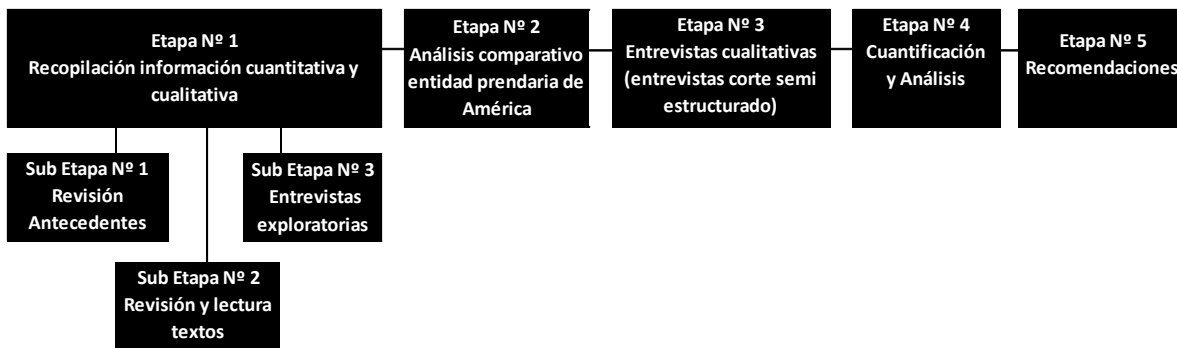 Etapa Nº 1
Recopilación información cuantitativa y
cualitativa
Etapa Nº 2
Análisis comparativo
entidad prendaria de
América
Etapa Nº 3
Entrevistas cualitativas
(entrevistas corte semi
estructurado)
Etapa Nº 4
Cuantificación
y Análisis
Etapa Nº 5
Recomendaciones
Sub Etapa Nº 1
Revisión
Antecedentes
Sub Etapa Nº 3
Entrevistas
exploratorias
Sub Etapa Nº 2
Revisión y lectura
textos